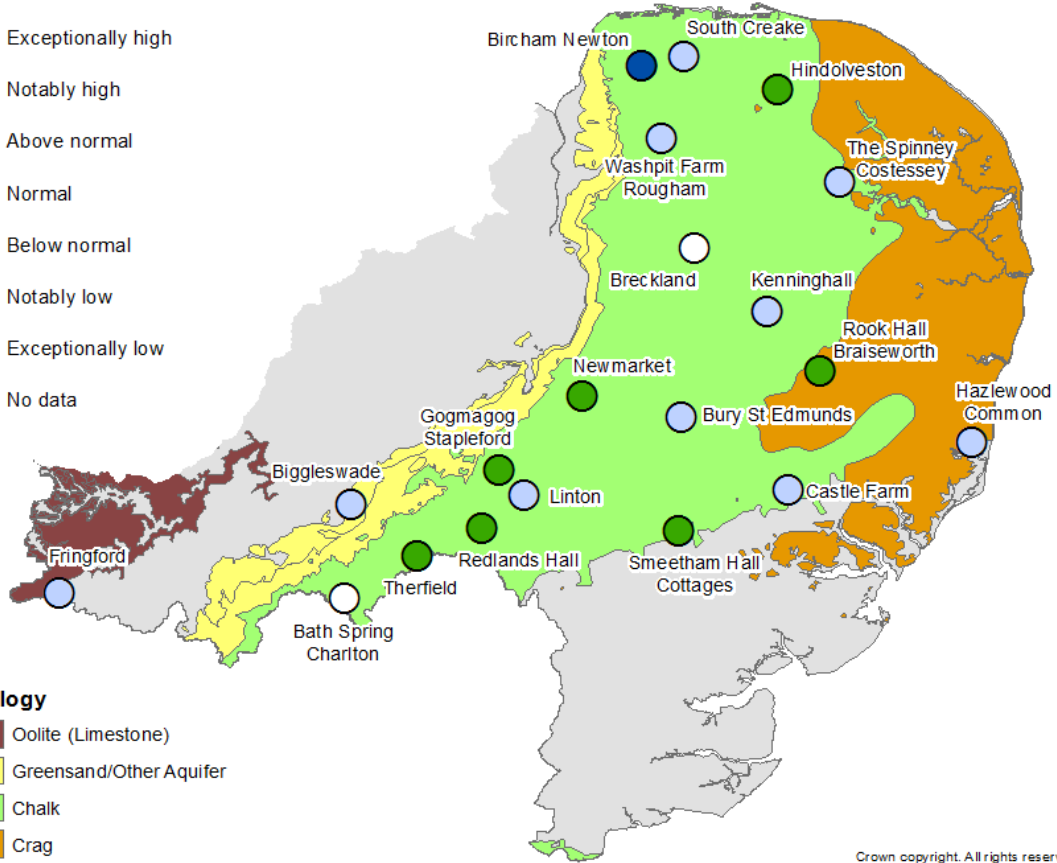 Exceptionally high
Notably high
Above normal
Normal
Below normal
Notably low
Exceptionally low
No data
Bircham Newton
South Creake
Hindolveston
Washpit Farm
Rougham
The Spinney
Costessey
Breckland
Kenninghall
Rook Hall
Braiseworth
Newmarket
Hazlewood
Common
Gogmagog
Stapleford
Bury St Edmunds
Biggleswade
Linton
Castle Farm
Fringford
Redlands Hall
Smeetham Hall
Cottages
Therfield
Bath Spring
Charlton
logy
Oolite (Limestone)
Greensand/Other Aquifer
Chalk
Crag
Crown copyright. All rights reserv